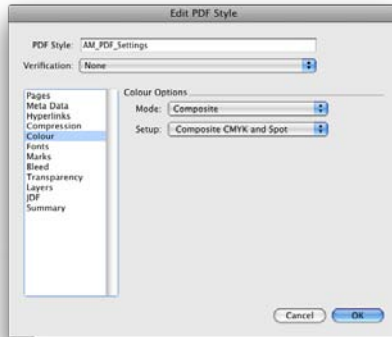 Edit PDF Style
PDF Style: AM_PDF_Settings
Verification: None
Pages
Meta Data
Hyperlinks
Compression
Colour
Fonts
Marks
Bleed
Transparency
Layers
JDF
Summary
Colour Options
Mode: Composite
Setup: Composite CMYK and Spot
Cancel OK